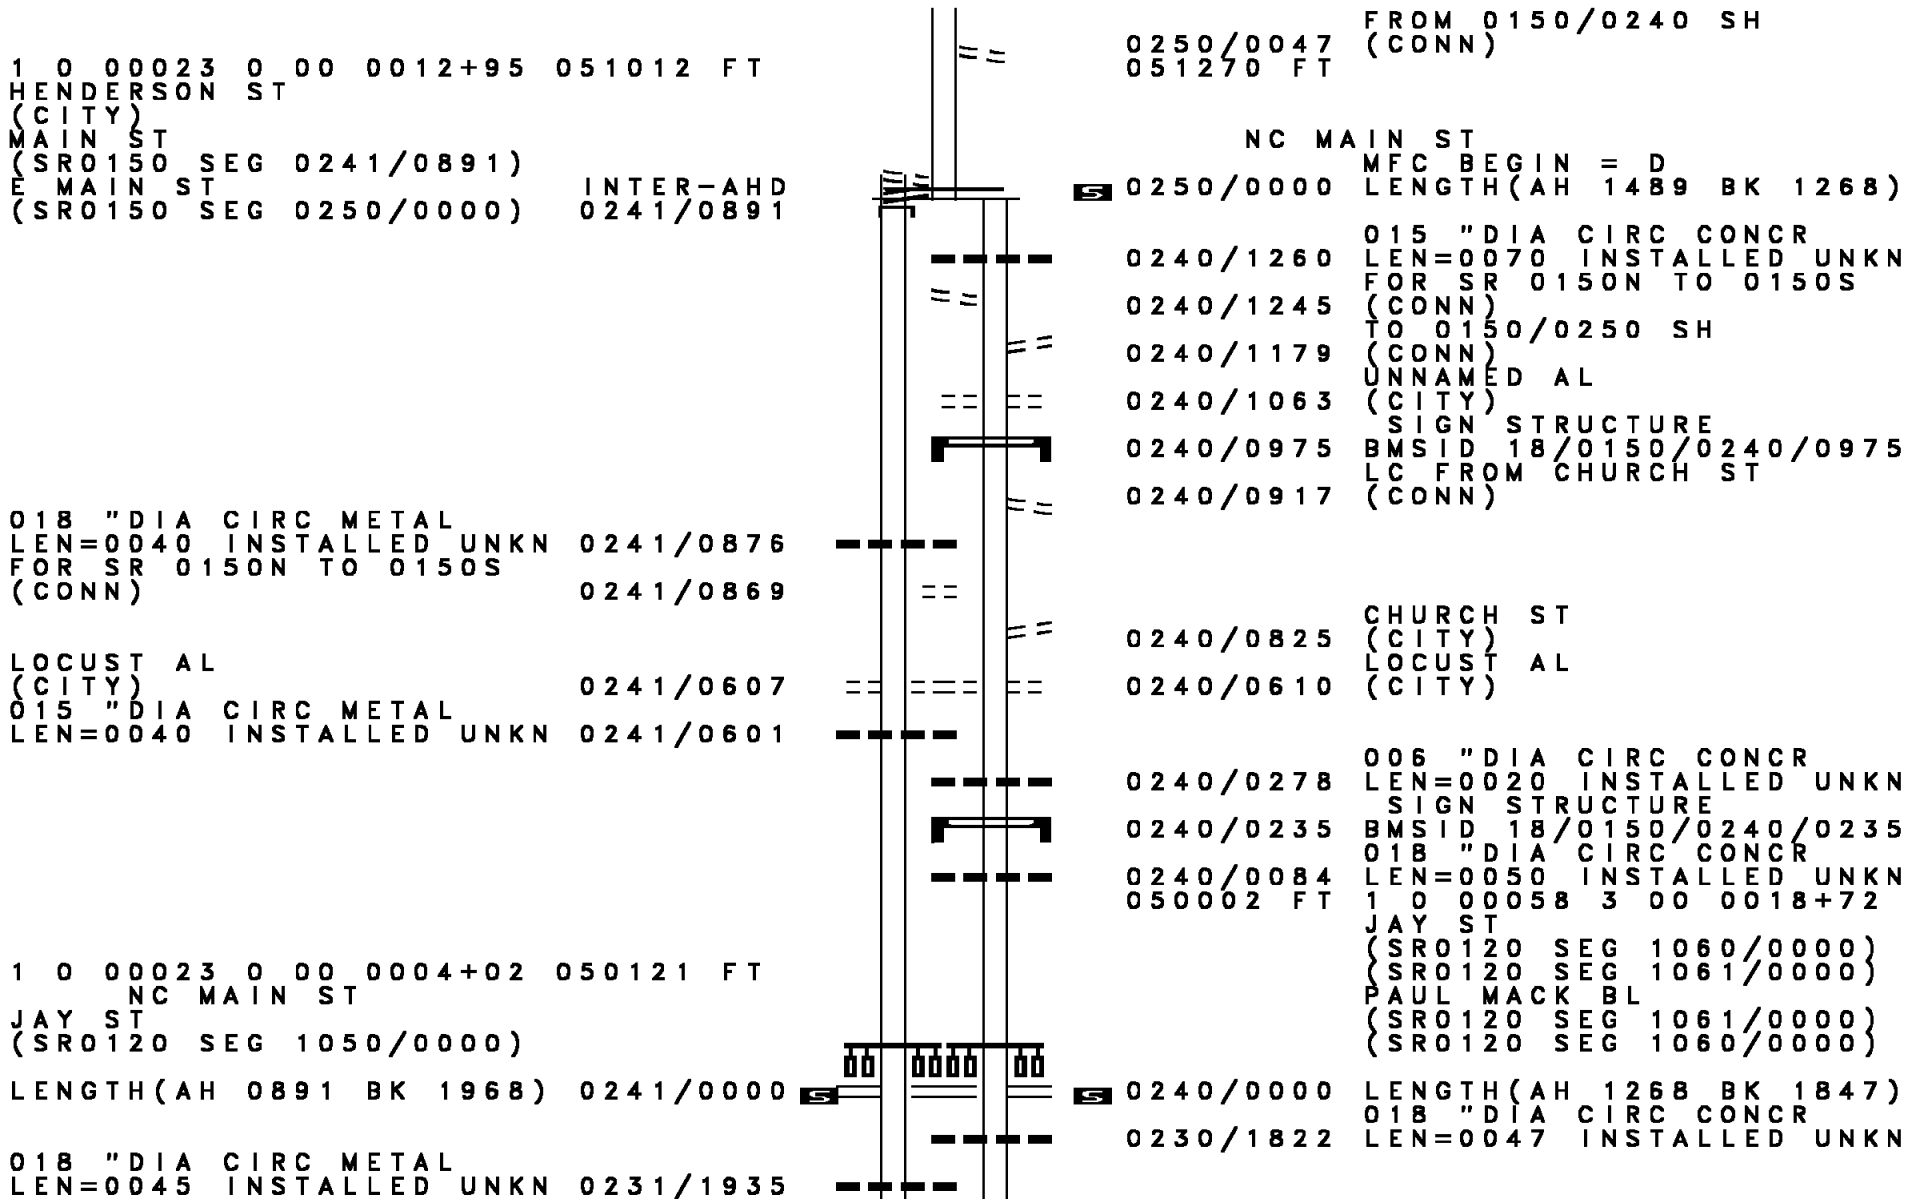 FROM 0150/0240 SH
0250/0047 (CONN)
051270 FT
1 0 00023 0 00 0012+95 051012 FT
HENDERSON ST
(CITY)
MAIN ST
(SR0150 SEG 0241/0891)
E MAIN ST INTER-AHD
(SR0150 SEG 0250/0000) 0241/0891
NC MAIN ST
MFC BEGIN = D
S 0250/0000 LENGTH(AH 1489 BK 1268)
015 "DIA CIRC CONCR
0240/1260 LEN=0070 INSTALLED UNKN
FOR SR 0150N TO 0150S
0240/1245 (CONN)
TO 0150/0250 SH
0240/1179 (CONN)
UNNAMED AL
0240/1063 (CITY)
SIGN STRUCTURE
0240/0975 BMSID 18/0150/0240/0975
LC FROM CHURCH ST
0240/0917 (CONN)
018 "DIA CIRC METAL
LEN=0040 INSTALLED UNKN 0241/0876
FOR SR 0150N TO 0150S
(CONN) 0241/0869
CHURCH ST
0240/0825 (CITY)
LOCUST AL
(CITY) 0241/0607
LOCUST AL
0240/0610 (CITY)
015 "DIA CIRC METAL
LEN=0040 INSTALLED UNKN 0241/0601
006 "DIA CIRC CONCR
0240/0278 LEN=0020 INSTALLED UNKN
SIGN STRUCTURE
0240/0235 BMSID 18/0150/0240/0235
018 "DIA CIRC CONCR
0240/0084 LEN=0050 INSTALLED UNKN
050002 FT 1 0 00058 3 00 0018+72
JAY ST
(SR0120 SEG 1060/0000)
(SR0120 SEG 1061/0000)
PAUL MACK BL
(SR0120 SEG 1061/0000)
(SR0120 SEG 1060/0000)
1 0 00023 0 00 0004+02 050121 FT
NC MAIN ST
JAY ST
(SR0120 SEG 1050/0000)
LENGTH(AH 0891 BK 1968) 0241/0000 S
S 0240/0000 LENGTH(AH 1268 BK 1847)
018 "DIA CIRC CONCR
0230/1822 LEN=0047 INSTALLED UNKN
018 "DIA CIRC METAL
LEN=0045 INSTALLED UNKN 0231/1935